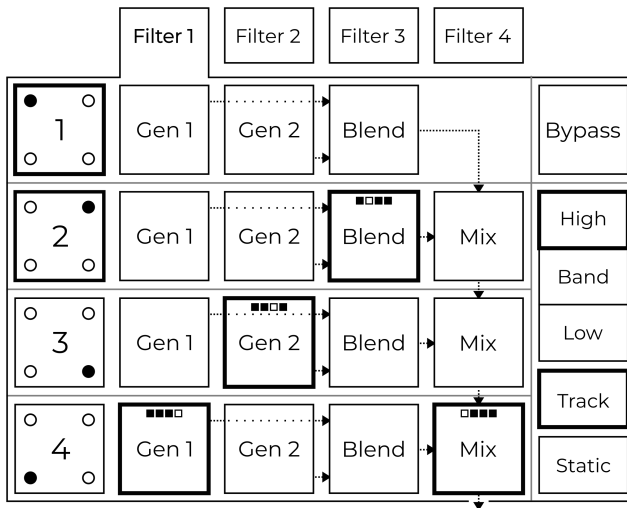 Filter 1 Filter 2 Filter 3 Filter 4
1 Gen 1 Gen 2 Blend Bypass
2 Gen 1 Gen 2 Blend Mix High
Band
3 Gen 1 Gen 2 Blend Mix Low
Track
4 Gen 1 Gen 2 Blend Mix Static